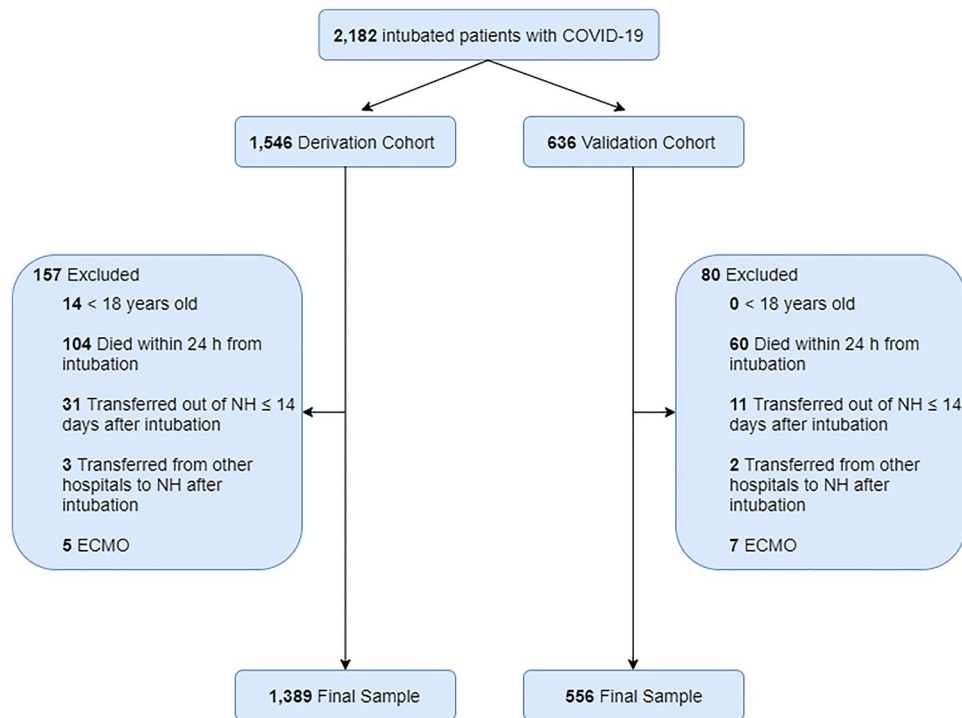 2,182 intubated patients with COVID-19
1,546 Derivation Cohort
636 Validation Cohort
157 Excluded
14 < 18 years old
104 Died within 24 h from
intubation
31 Transferred out of NH ≤ 14
days after intubation
3 Transferred from other
hospitals to NH after
intubation
5 ECMO
80 Excluded
0 < 18 years old
60 Died within 24 h from
intubation
11 Transferred out of NH ≤ 14
days after intubation
2 Transferred from other
hospitals to NH after
intubation
7 ECMO
1,389 Final Sample
556 Final Sample